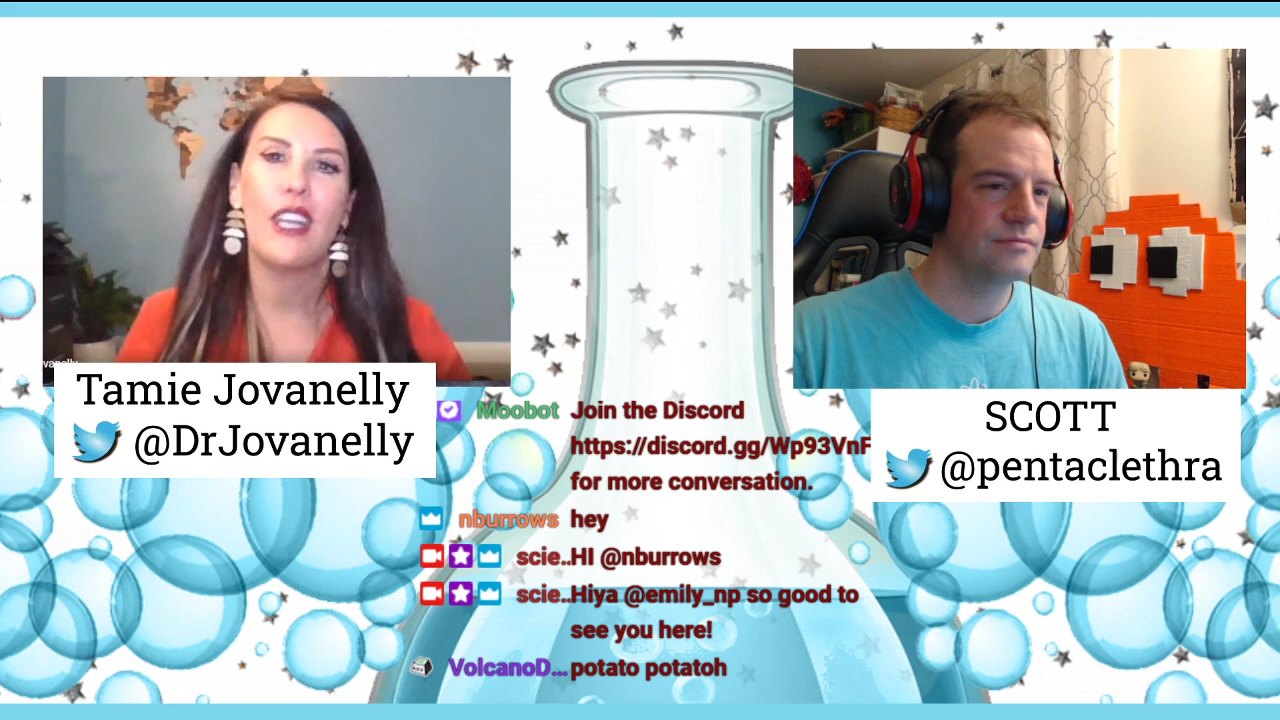 vanelly
Tamie Jovanelly
@DrJovanelly
SCOTT
@pentaclethra
Moobot Join the Discord
https://discord.gg/Wp93VnF
for more conversation.
nburrows hey
scie.. HI @nburrows
scie.. Hiya @emily_np so good to
see you here!
VolcanoD... potato potatoh